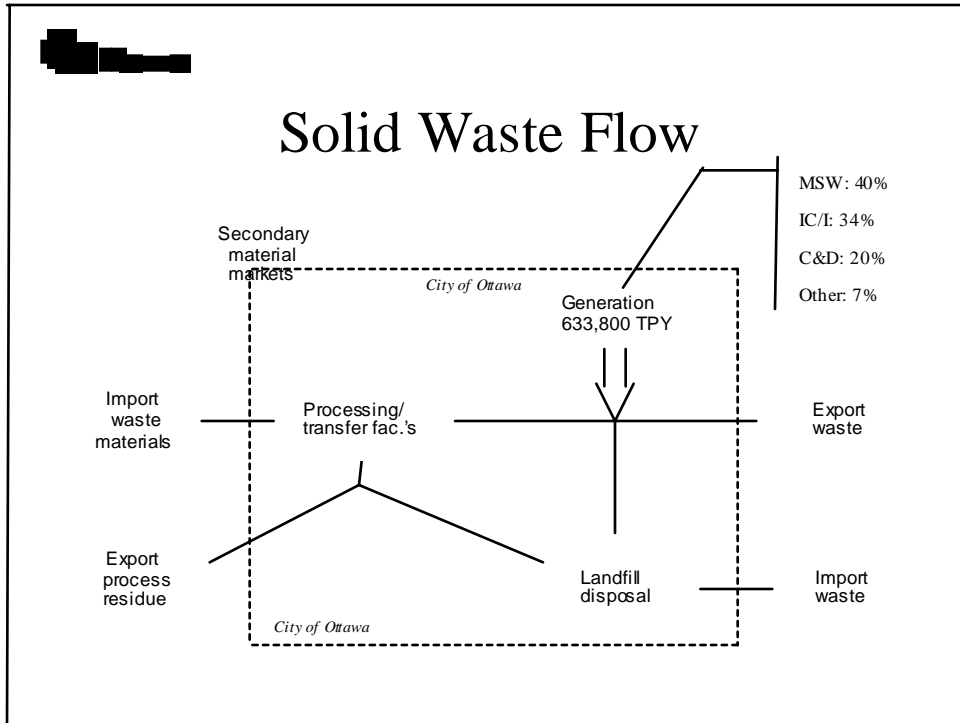 Solid Waste Flow
MSW: 40%
IC/I: 34%
C&D: 20%
Other: 7%
Secondary
material
markets
City of Ottawa
Generation
633,800 TPY
Import
waste
materials
Processing/
transfer fac.'s
Export
waste
Export
process
residue
Landfill
disposal
Import
waste
City of Ottawa